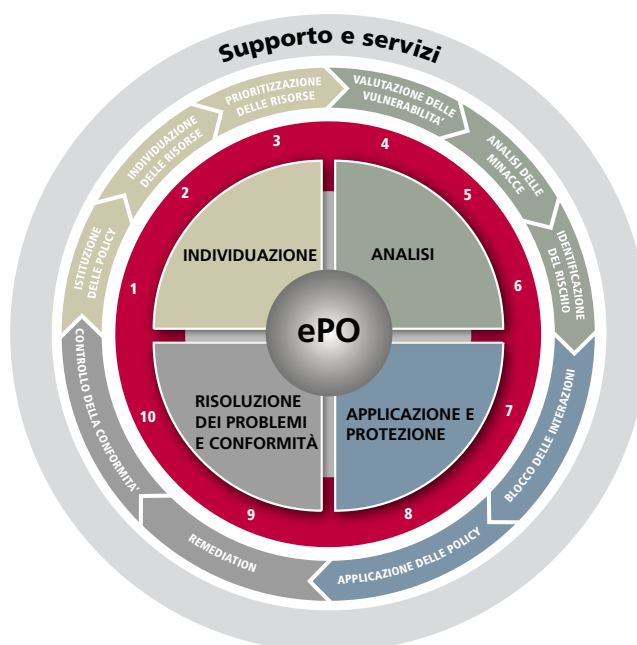 Supporto e servizi
1
ISTITUZIONE
DELLE POLICY
2
INDIVIDUAZIONE
DELLE RISORSE
3
PRIORITIZZAZIONE
DELLE RISORSE
4
VALUTAZIONE DELLE
VULNERABILITA'
5
ANALISI DELLE
MINACCE
6
IDENTIFICAZIONE
DEL RISCHIO
7
BLOCCO DELLE INTERAZIONI
8
APPLICAZIONE DELLE POLICY
9
REMEDIATION
10
CONTROLLO DELLA CONFORMITA'
INDIVIDUAZIONE
ANALISI
ePO
RISOLUZIONE
DEI PROBLEMI
E CONFORMITÀ
APPLICAZIONE E
PROTEZIONE